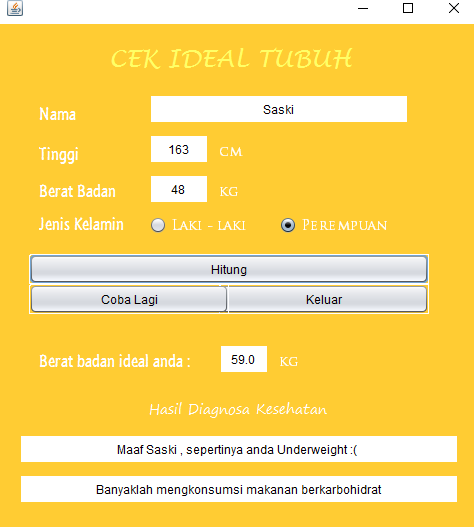 CEK IDEAL TUBUH
Nama Saski
Tinggi 163 CM
Berat Badan 48 KG
Jenis Kelamin Laki - laki Perempuan
Hitung
Coba Lagi Keluar
Berat badan ideal anda : 59.0 KG
Hasil Diagnosa Kesehatan
Maaf Saski , sepertinya anda Underweight :(
Banyaklah mengkonsumsi makanan berkarbohidrat